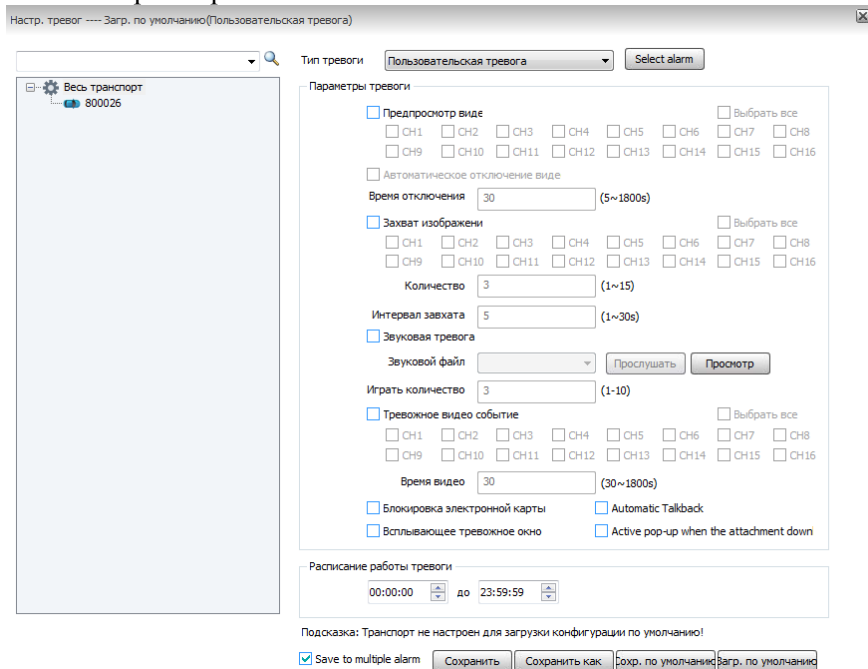 Настр. тревог ---- Загр. по умолчанию(Пользовательская тревога)
Тип тревоги Пользовательская тревога Select alarm
Весь транспорт
800026
Параметры тревоги
Предпросмотр виде Выбрать все
CH1 CH2 CH3 CH4 CH5 CH6 CH7 CH8
CH9 CH10 CH11 CH12 CH13 CH14 CH15 CH16
Автоматическое отключение виде
Время отключения 30 (5~1800s)
Захват изображени Выбрать все
CH1 CH2 CH3 CH4 CH5 CH6 CH7 CH8
CH9 CH10 CH11 CH12 CH13 CH14 CH15 CH16
Количество 3 (1~15)
Интервал завхата 5 (1~30s)
Звуковая тревога
Звуковой файл Прослушать Просмотр
Играть количество 3 (1-10)
Тревожное видео событие Выбрать все
CH1 CH2 CH3 CH4 CH5 CH6 CH7 CH8
CH9 CH10 CH11 CH12 CH13 CH14 CH15 CH16
Время видео 30 (30~1800s)
Блокировка электронной карты Automatic Talkback
Всплывающее тревожное окно Active pop-up when the attachment down
Расписание работы тревоги
00:00:00 до 23:59:59
Подсказка: Транспорт не настроен для загрузки конфигурации по умолчанию!
Save to multiple alarm Сохранить Сохранить как Сохр. по умолчанию Загр. по умолчанию